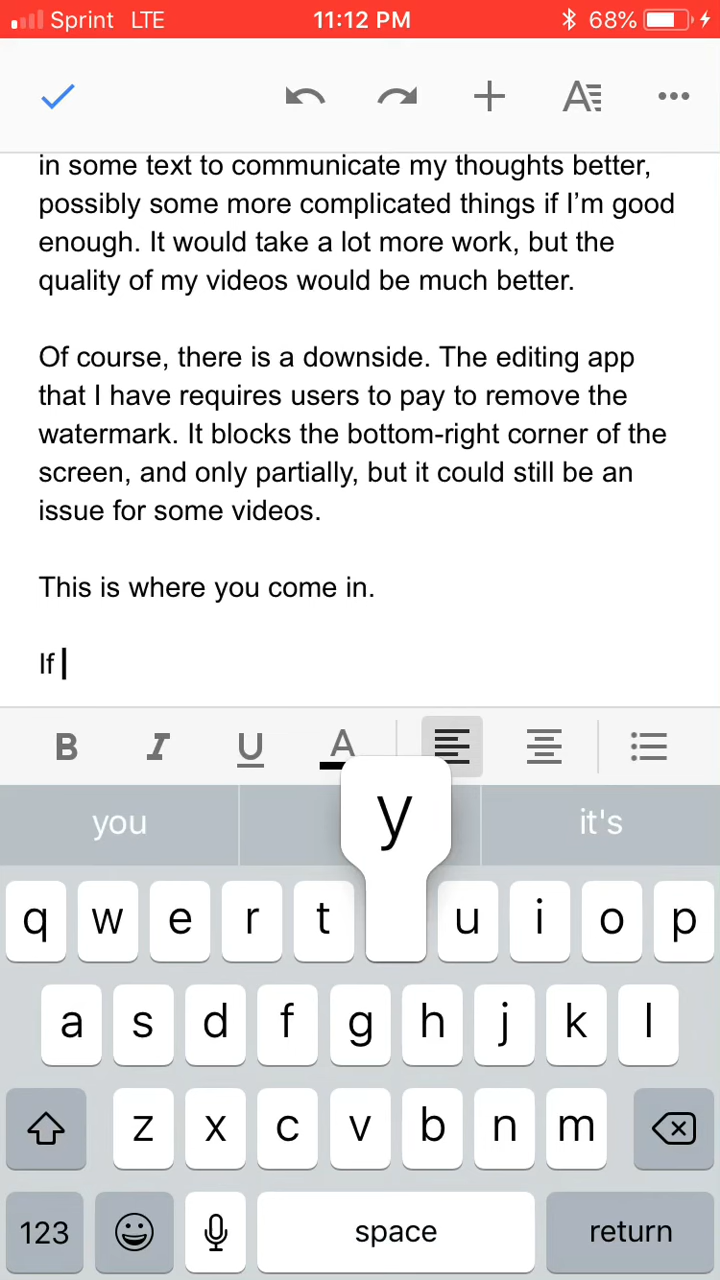 Sprint LTE 11:12 PM 68%
in some text to communicate my thoughts better,
possibly some more complicated things if I’m good
enough. It would take a lot more work, but the
quality of my videos would be much better.
Of course, there is a downside. The editing app
that I have requires users to pay to remove the
watermark. It blocks the bottom-right corner of the
screen, and only partially, but it could still be an
issue for some videos.
This is where you come in.
If
B I U A
you it's
y
q w e r t u i o p
a s d f g h j k l
z x c v b n m
123 space return